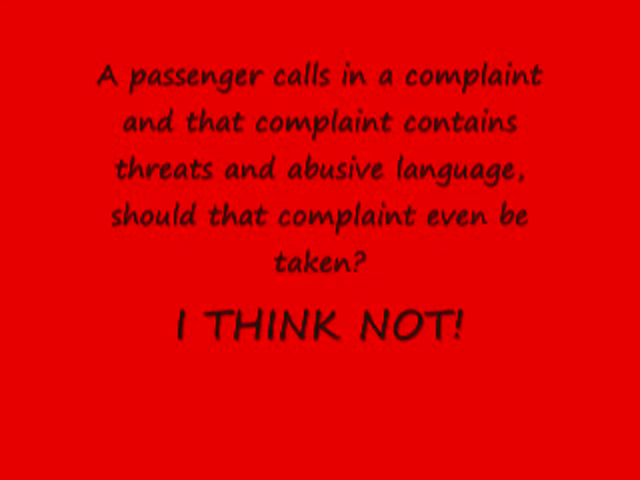 A passenger calls in a complaint
and that complaint contains
threats and abusive language,
should that complaint even be
taken?
I THINK NOT!